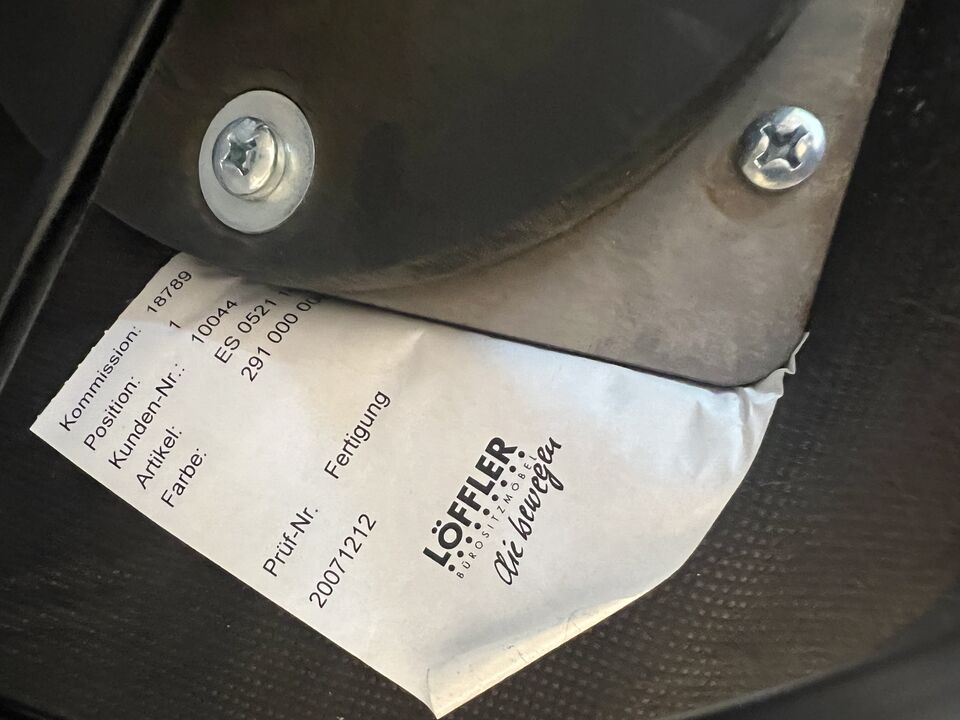 Kommission: 18789
Position: 1
Kunden-Nr.: 10044
Artikel: ES 0521
Farbe: 291 000
Prüf-Nr. Fertigung
20071212
LÖFFLER
BÜROSITZMÖBEL
die bewegen